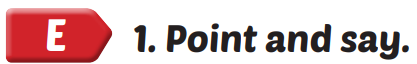 E 1. Point and say.